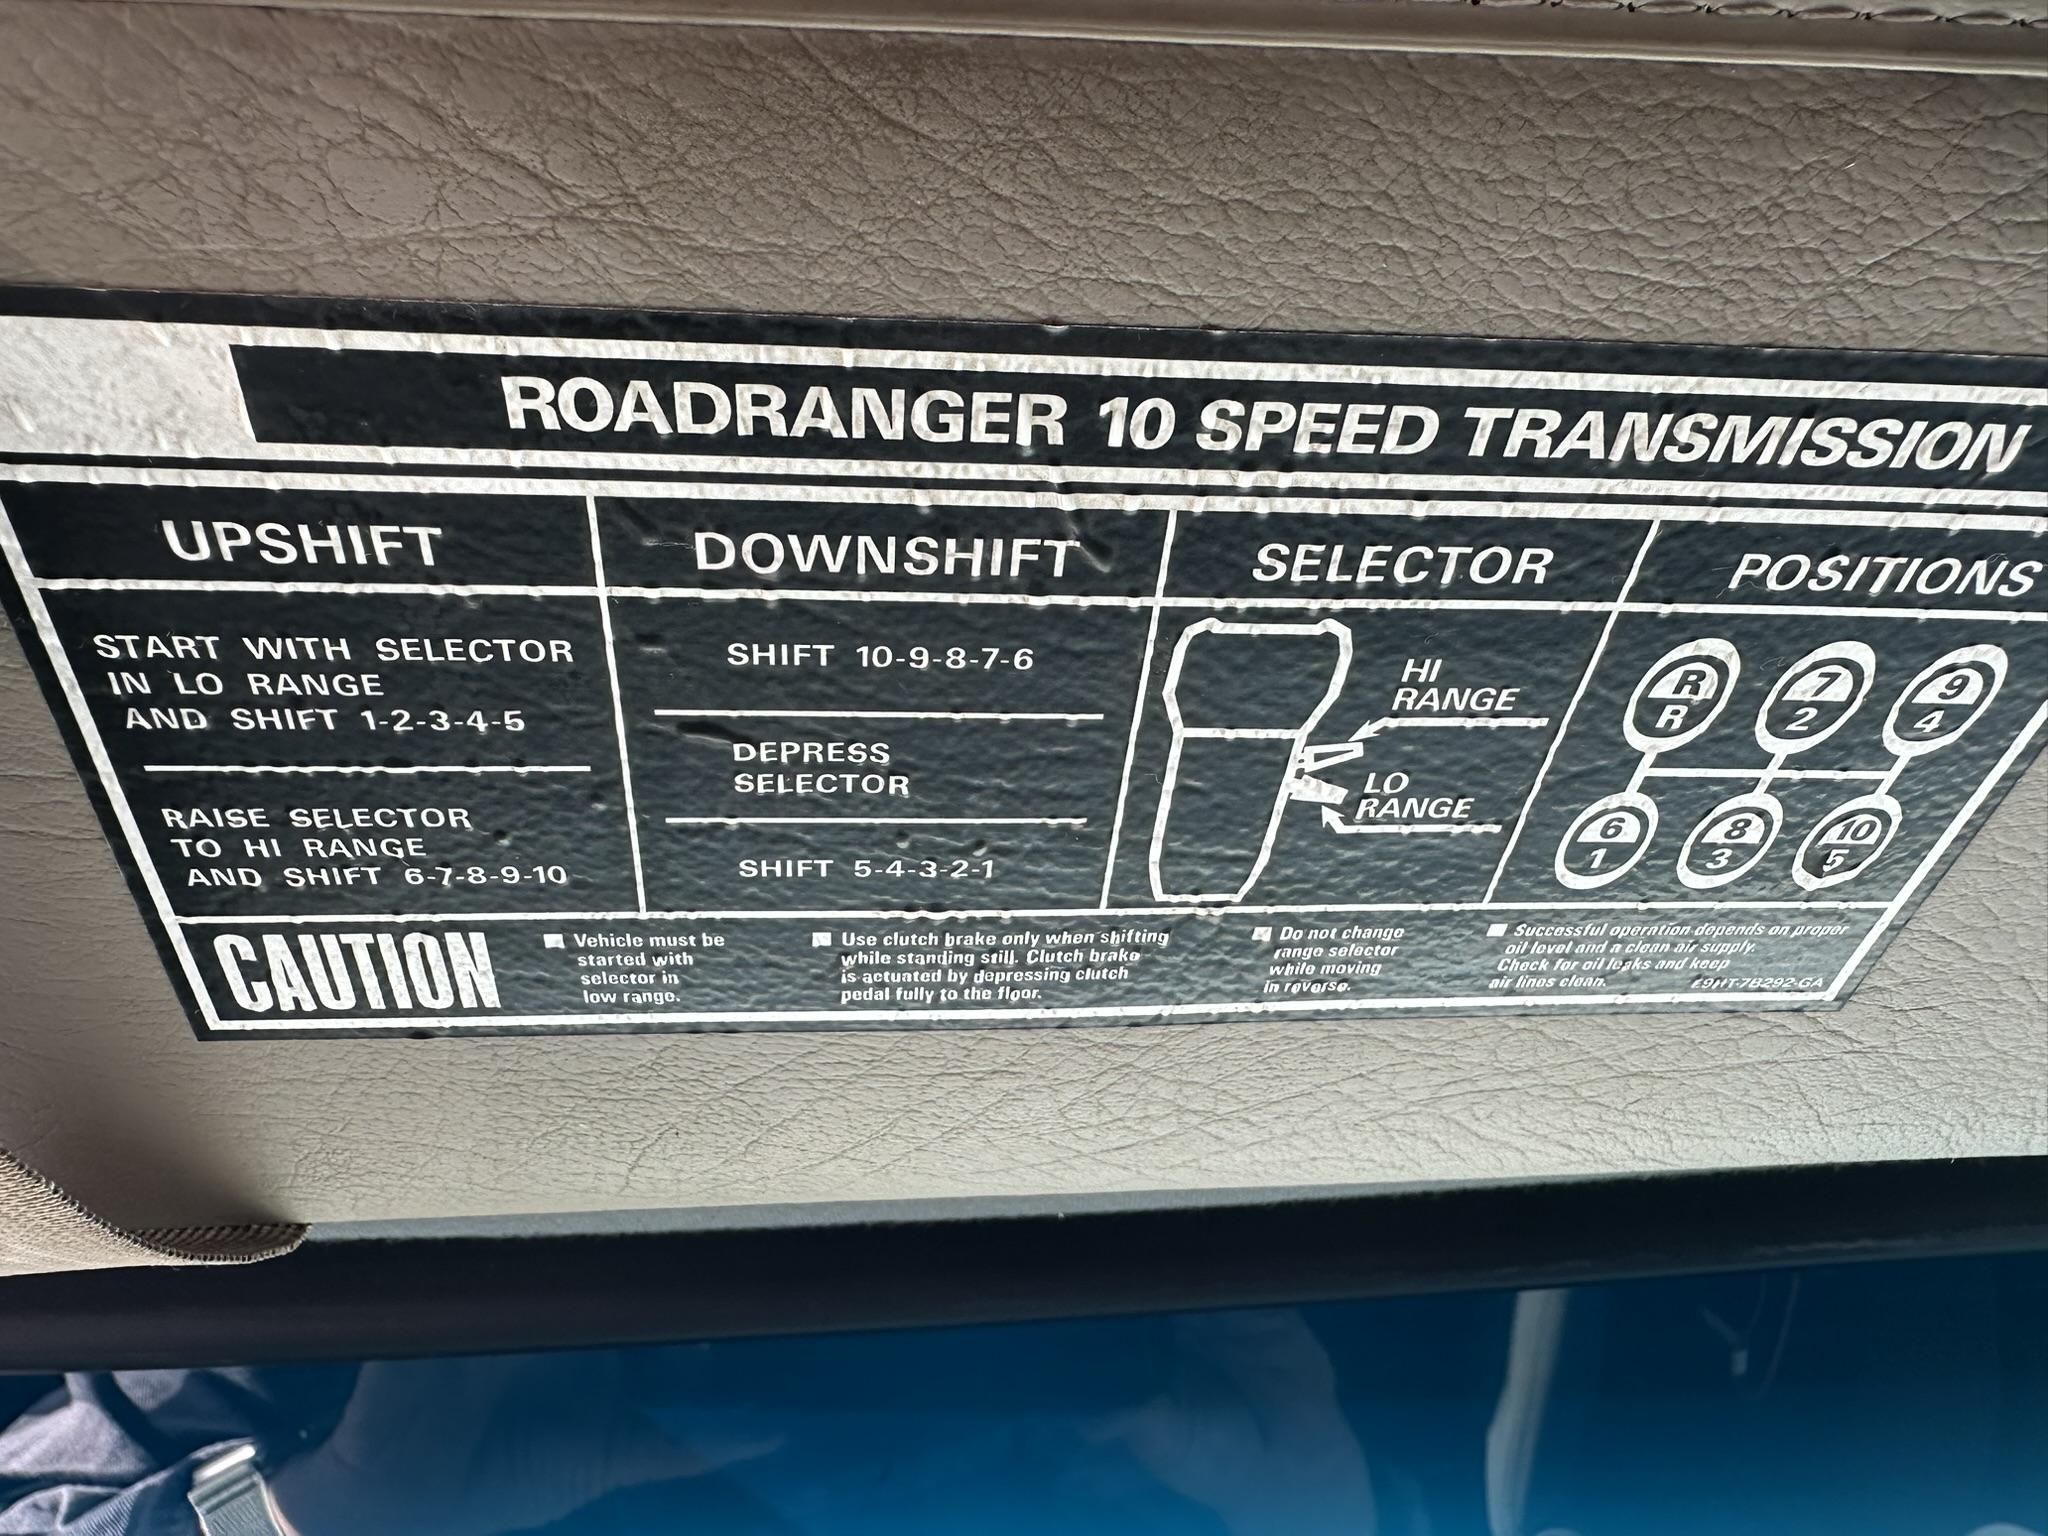 ROADRANGER 10 SPEED TRANSMISSION
UPSHIFT
START WITH SELECTOR
IN LO RANGE
AND SHIFT 1-2-3-4-5
RAISE SELECTOR
TO HI RANGE
AND SHIFT 6-7-8-9-10
DOWNSHIFT
SHIFT 10-9-8-7-6
DEPRESS
SELECTOR
SHIFT 5-4-3-2-1
SELECTOR
HI
RANGE
LO
RANGE
POSITIONS
R 7 9
R 2 4
6 8 10
1 3 5
CAUTION
Vehicle must be
started with
selector in
low range.
Use clutch brake only when shifting
while standing still. Clutch brake
is actuated by depressing clutch
pedal fully to the floor.
Do not change
range selector
while moving
in reverse.
Successful operation depends on proper
oil level and a clean air supply.
Check for oil leaks and keep
air lines clean.
E9HT-7B292-GA